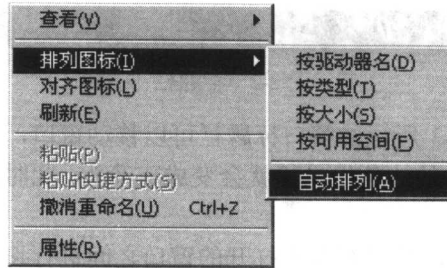 查看(V)
排列图标(I)
对齐图标(L)
刷新(E)
粘贴(P)
粘贴快捷方式(S)
撤消重命名(U) Ctrl+Z
属性(R)
按驱动器名(D)
按类型(T)
按大小(S)
按可用空间(F)
自动排列(A)